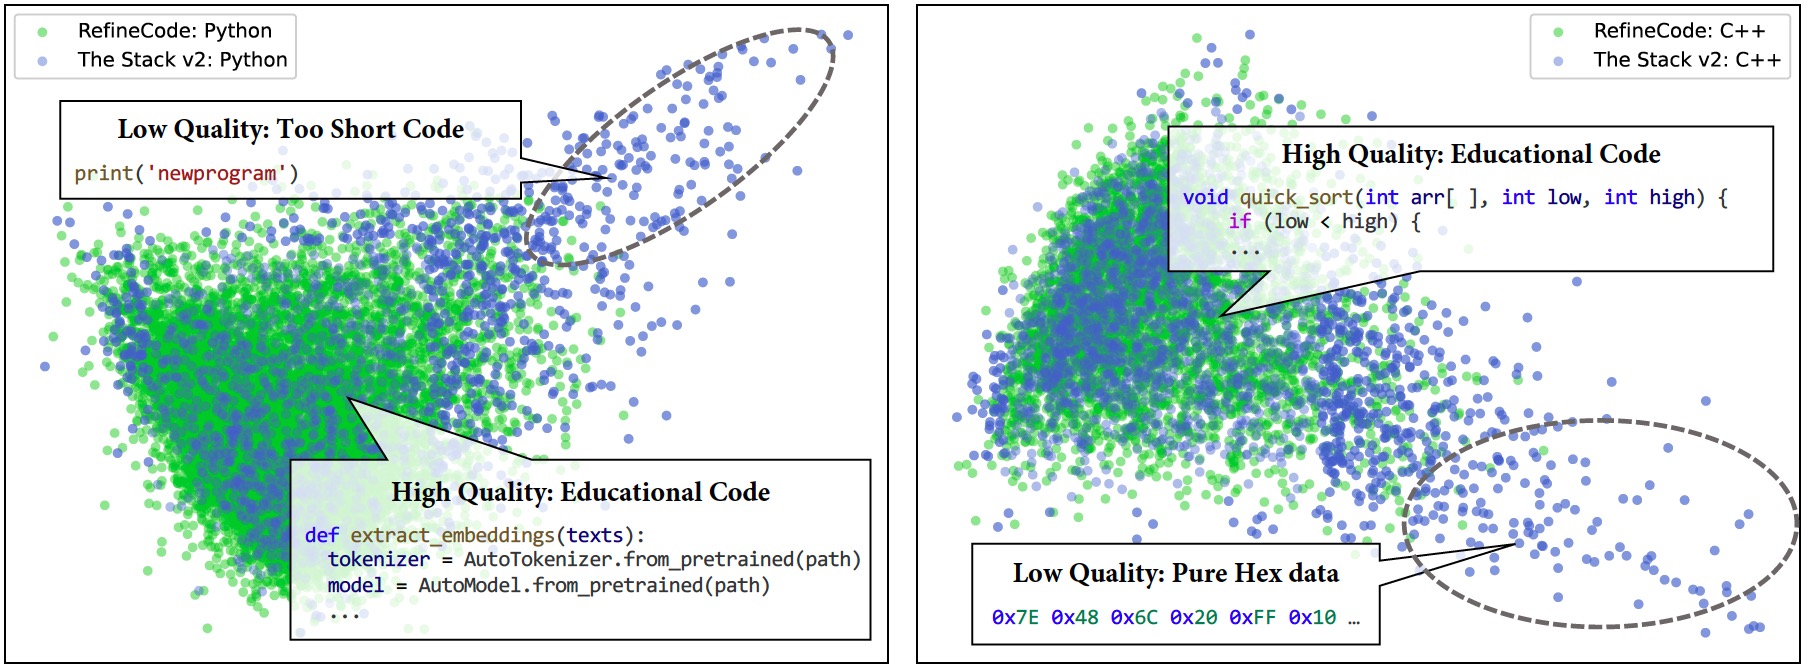 RefineCode: Python
The Stack v2: Python
Low Quality: Too Short Code
print('newprogram')
High Quality: Educational Code
def extract_embeddings(texts):
  tokenizer = AutoTokenizer.from_pretrained(path)
  model = AutoModel.from_pretrained(path)
  ...
RefineCode: C++
The Stack v2: C++
High Quality: Educational Code
void quick_sort(int arr[ ], int low, int high) {
    if (low < high) {
    ...
Low Quality: Pure Hex data
0x7E 0x48 0x6C 0x20 0xFF 0x10 …